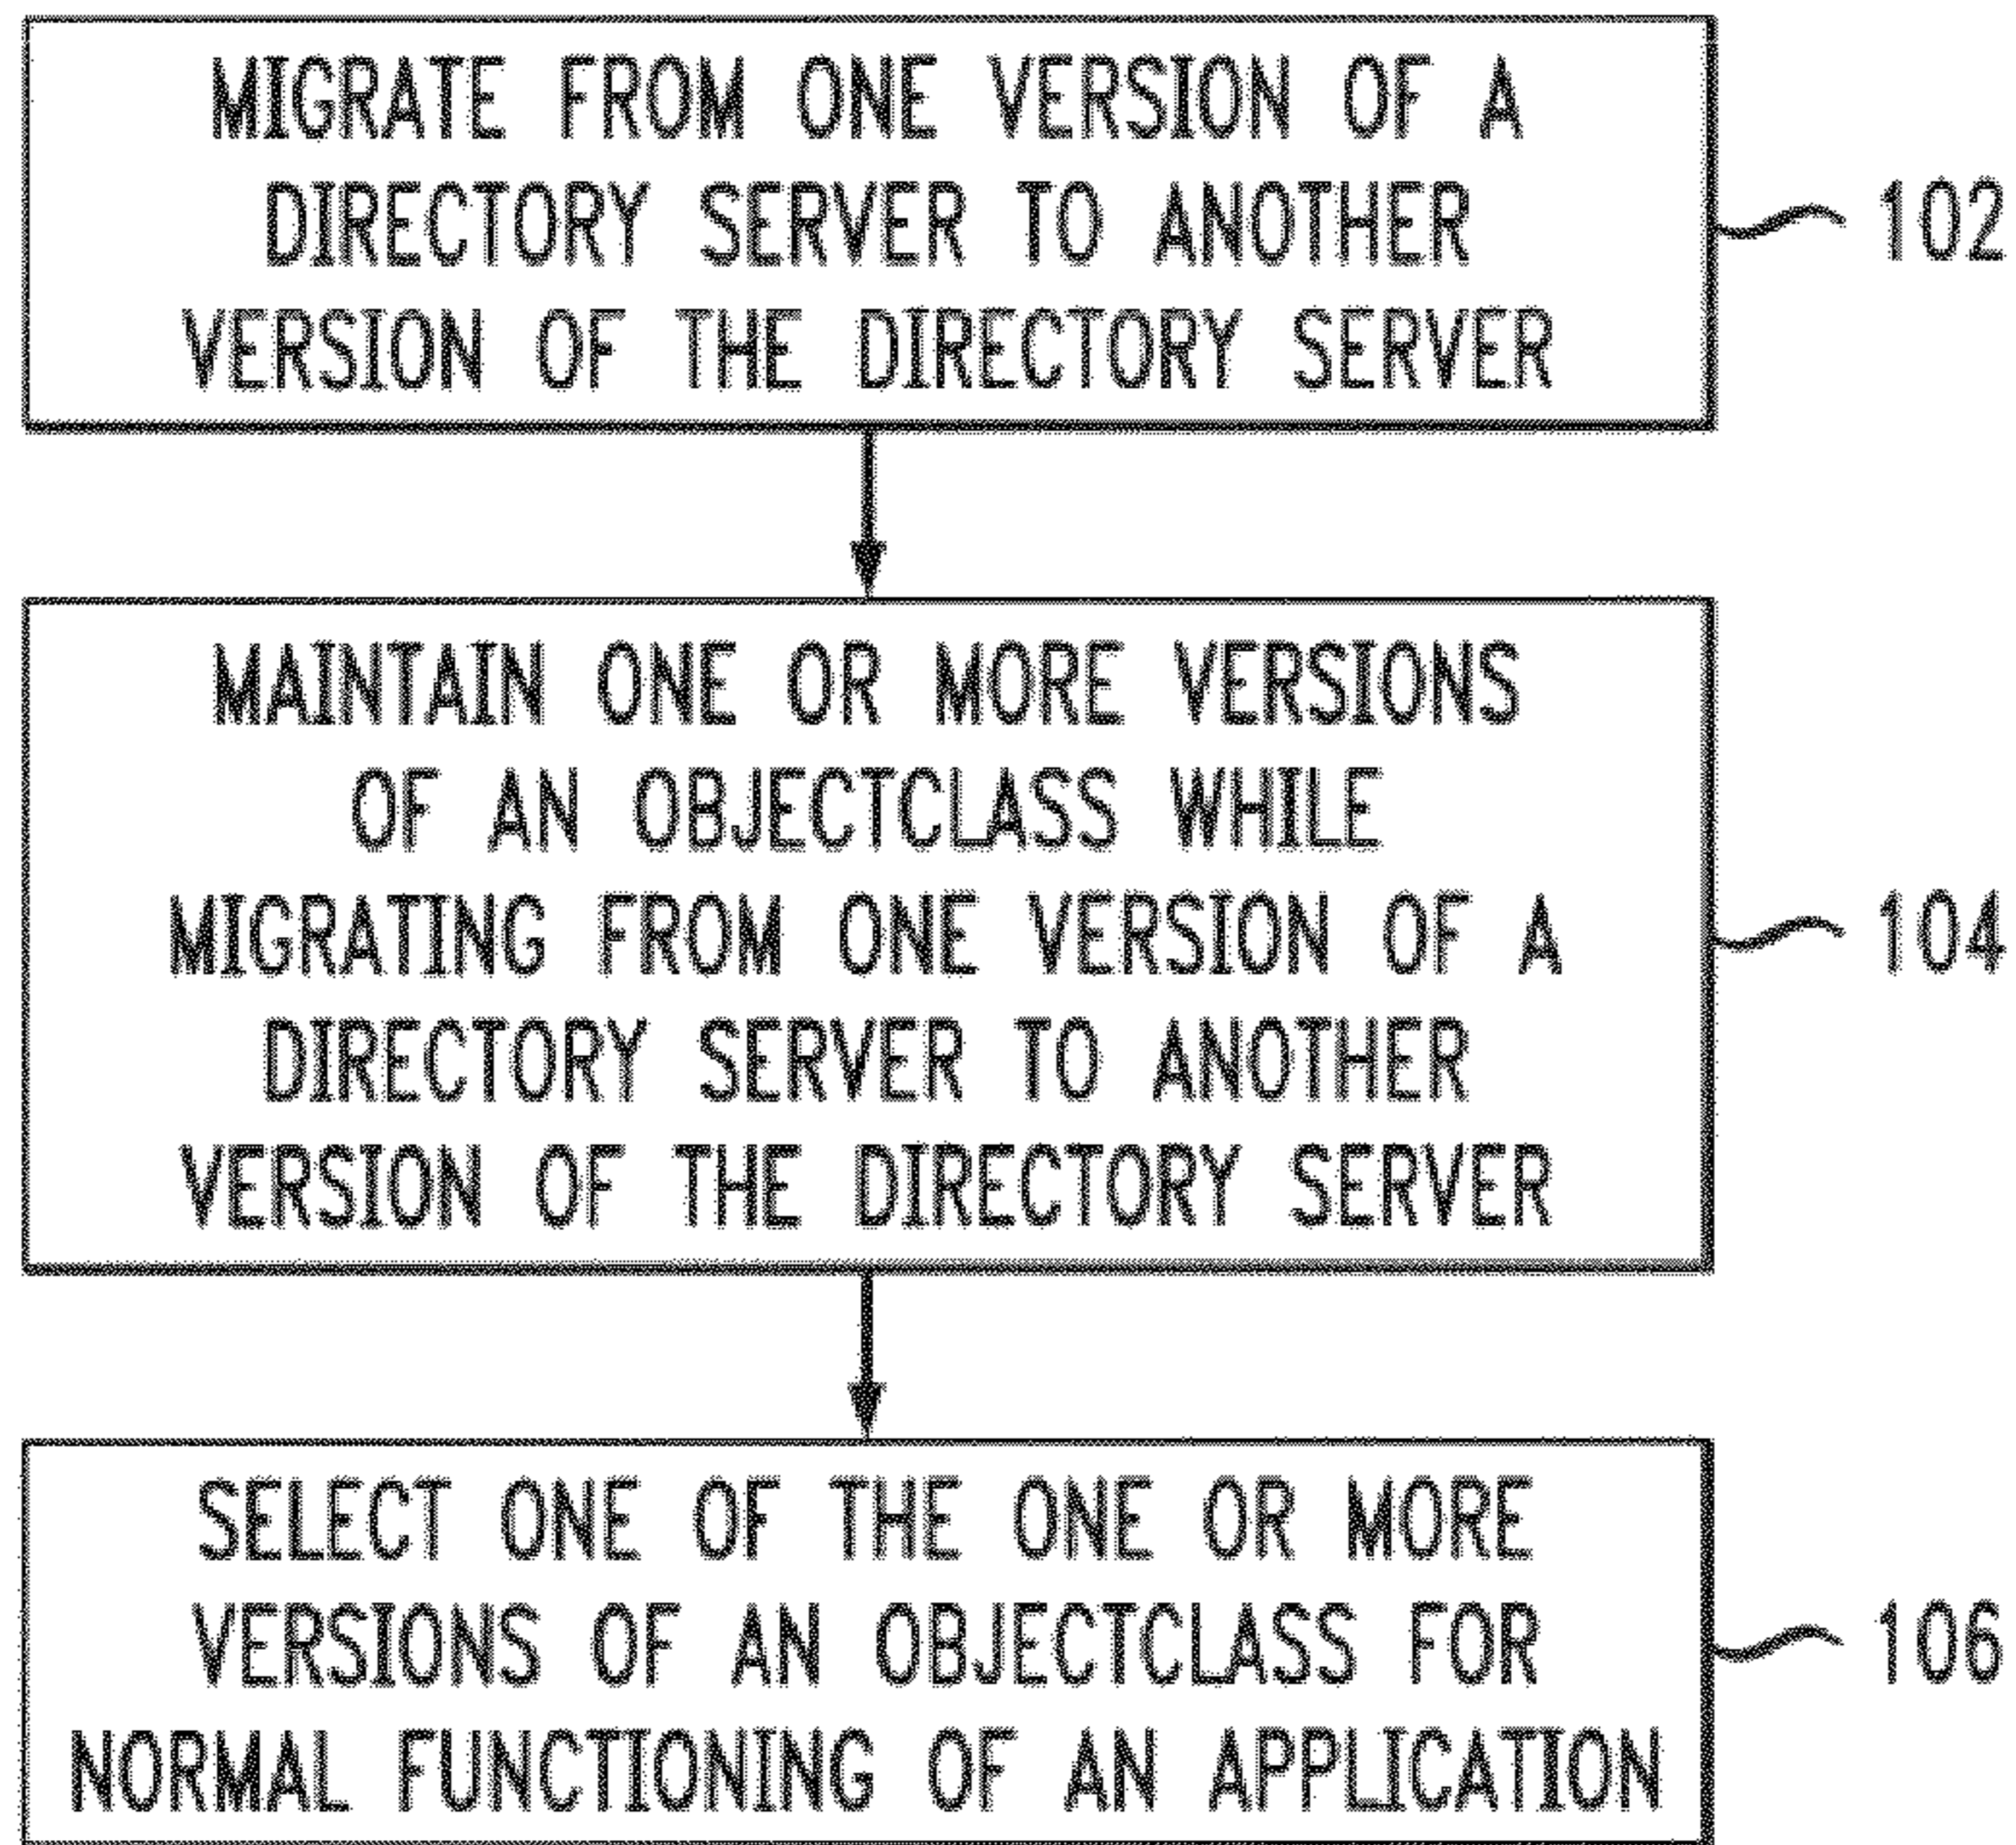 MIGRATE FROM ONE VERSION OF A
DIRECTORY SERVER TO ANOTHER
VERSION OF THE DIRECTORY SERVER
102
MAINTAIN ONE OR MORE VERSIONS
OF AN OBJECTCLASS WHILE
MIGRATING FROM ONE VERSION OF A
DIRECTORY SERVER TO ANOTHER
VERSION OF THE DIRECTORY SERVER
104
SELECT ONE OF THE ONE OR MORE
VERSIONS OF AN OBJECTCLASS FOR
NORMAL FUNCTIONING OF AN APPLICATION
106